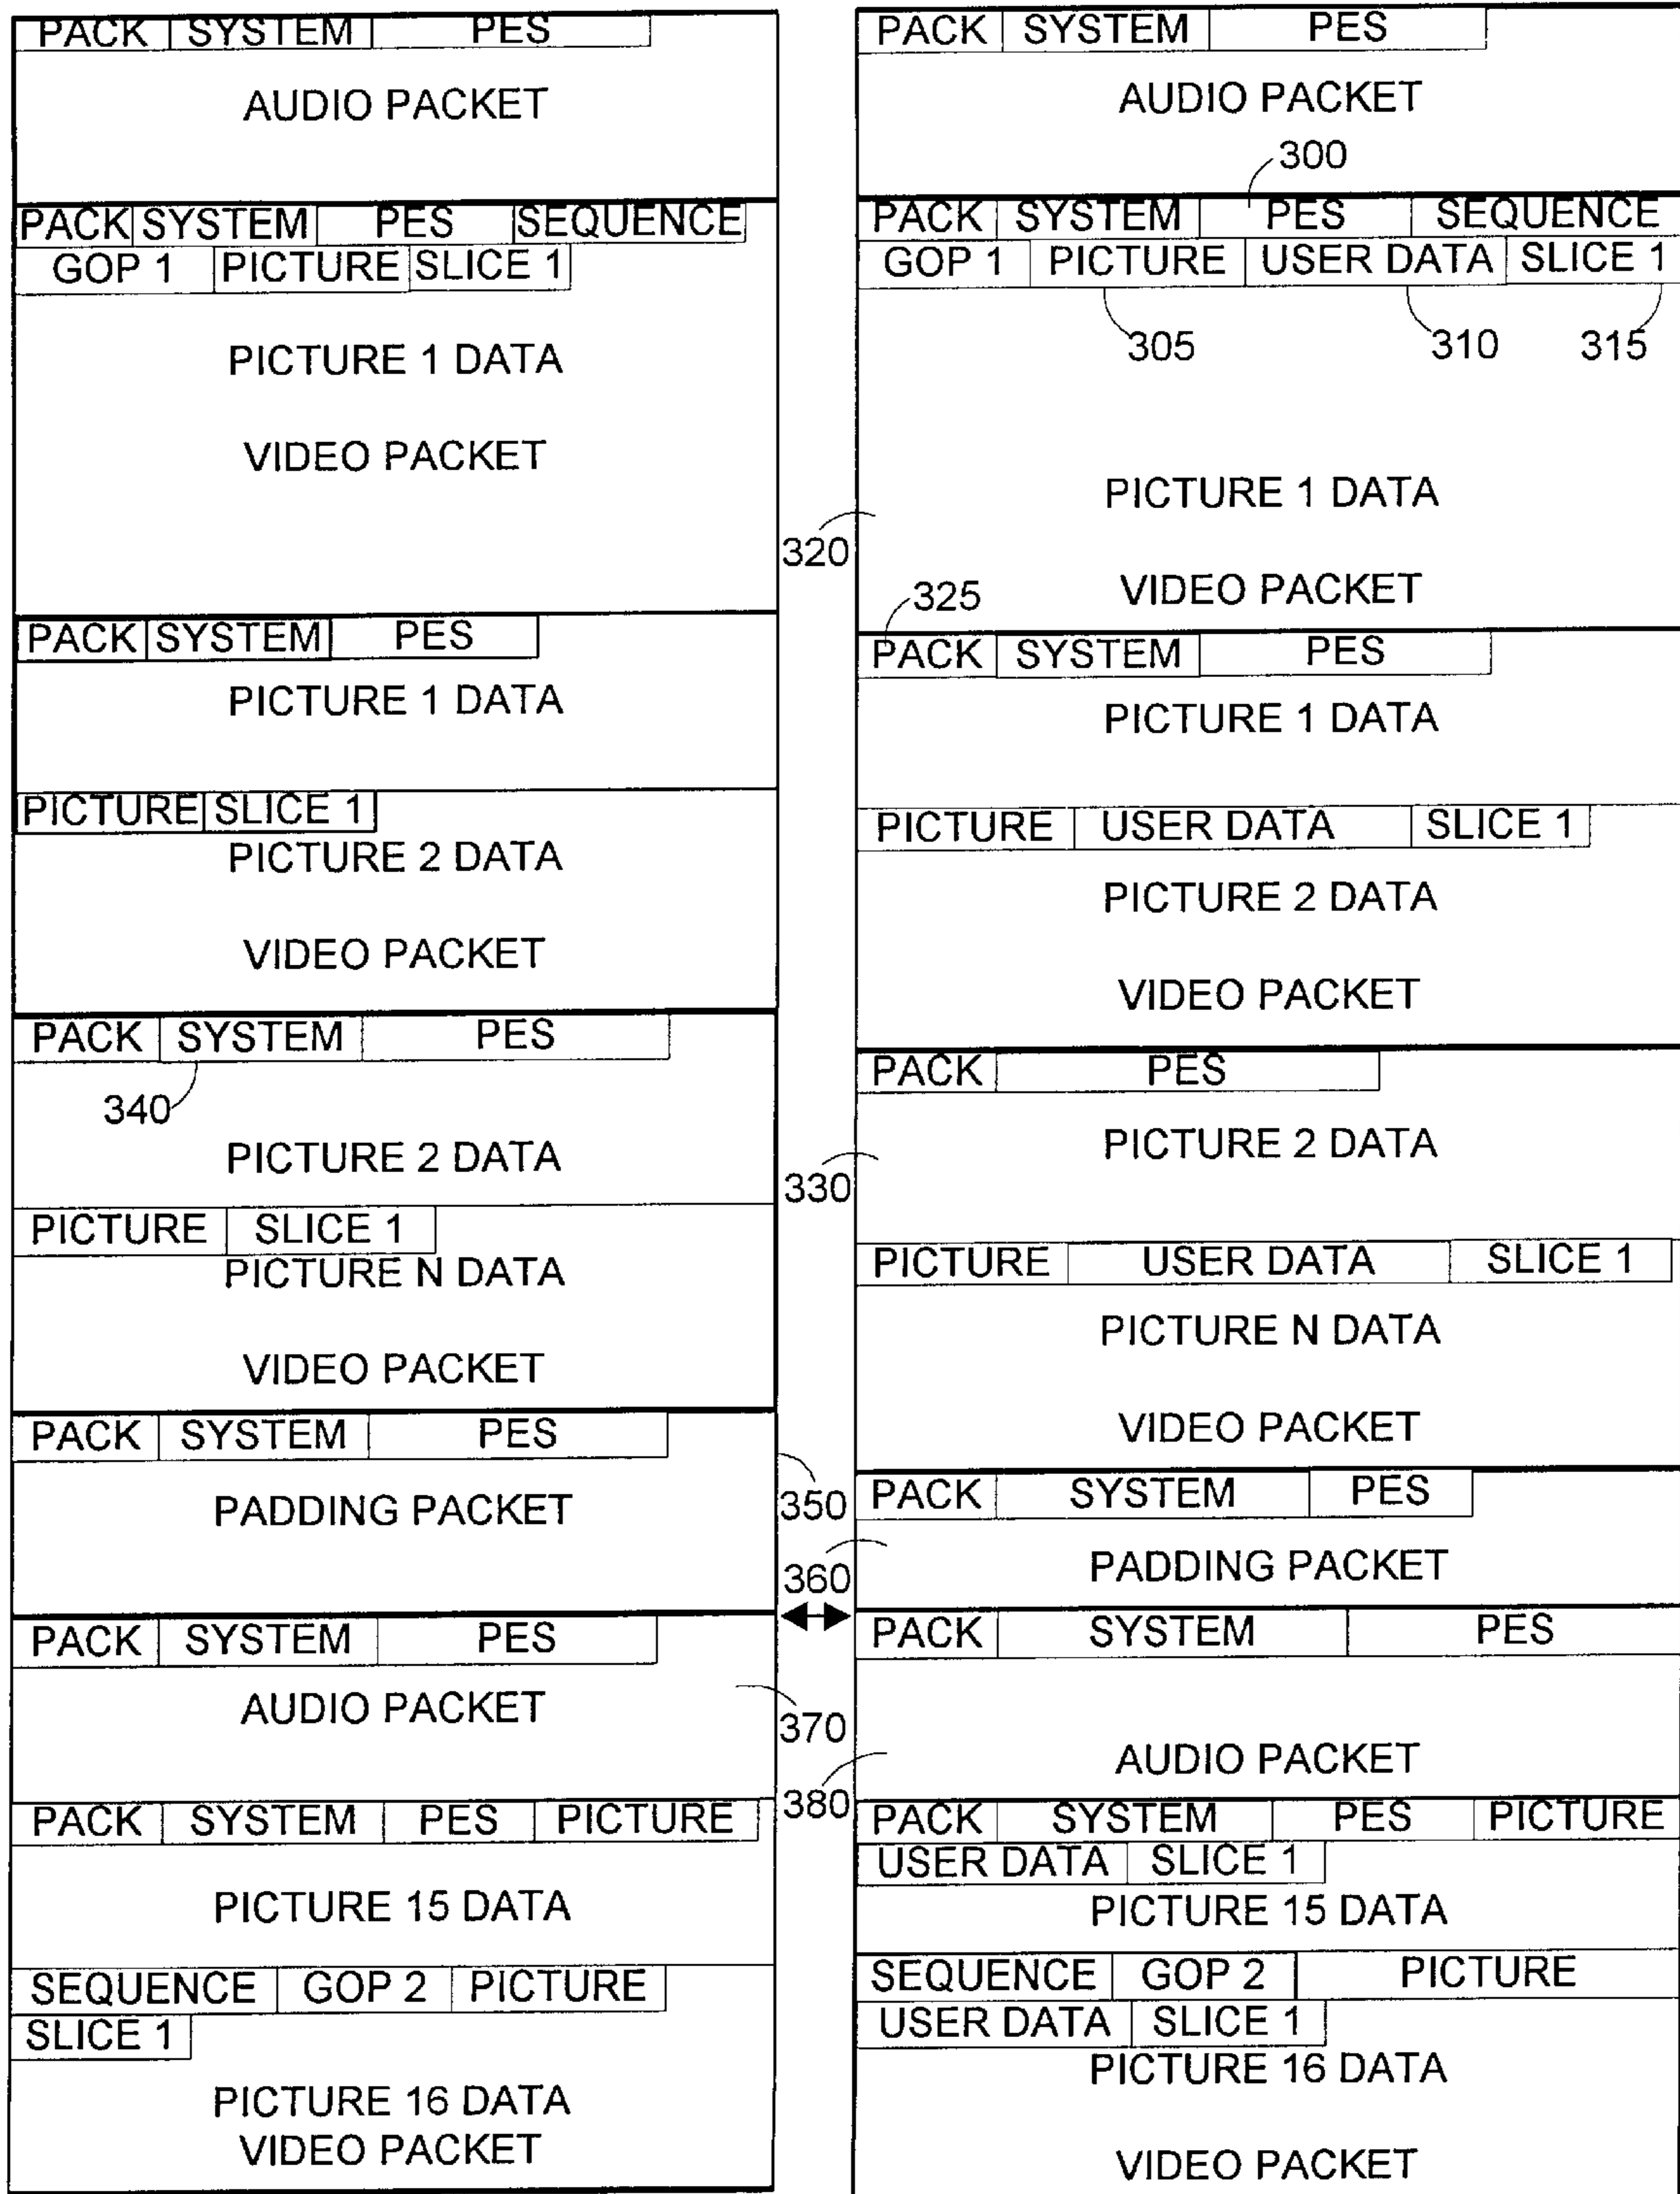 PACK SYSTEM PES
AUDIO PACKET
PACK SYSTEM PES SEQUENCE
GOP 1 PICTURE SLICE 1
PICTURE 1 DATA
VIDEO PACKET
PACK SYSTEM PES
PICTURE 1 DATA
PICTURE SLICE 1
PICTURE 2 DATA
VIDEO PACKET
PACK SYSTEM PES
340
PICTURE 2 DATA
PICTURE SLICE 1
PICTURE N DATA
VIDEO PACKET
PACK SYSTEM PES
PADDING PACKET
PACK SYSTEM PES
AUDIO PACKET
PACK SYSTEM PES PICTURE
PICTURE 15 DATA
SEQUENCE GOP 2 PICTURE
SLICE 1
PICTURE 16 DATA
VIDEO PACKET
320
330
350
360
370
380
PACK SYSTEM PES
AUDIO PACKET
300
PACK SYSTEM PES SEQUENCE
GOP 1 PICTURE USER DATA SLICE 1
305 310 315
PICTURE 1 DATA
VIDEO PACKET
325
PACK SYSTEM PES
PICTURE 1 DATA
PICTURE USER DATA SLICE 1
PICTURE 2 DATA
VIDEO PACKET
PACK PES
PICTURE 2 DATA
PICTURE USER DATA SLICE 1
PICTURE N DATA
VIDEO PACKET
PACK SYSTEM PES
PADDING PACKET
PACK SYSTEM PES
AUDIO PACKET
PACK SYSTEM PES PICTURE
USER DATA SLICE 1
PICTURE 15 DATA
SEQUENCE GOP 2 PICTURE
USER DATA SLICE 1
PICTURE 16 DATA
VIDEO PACKET